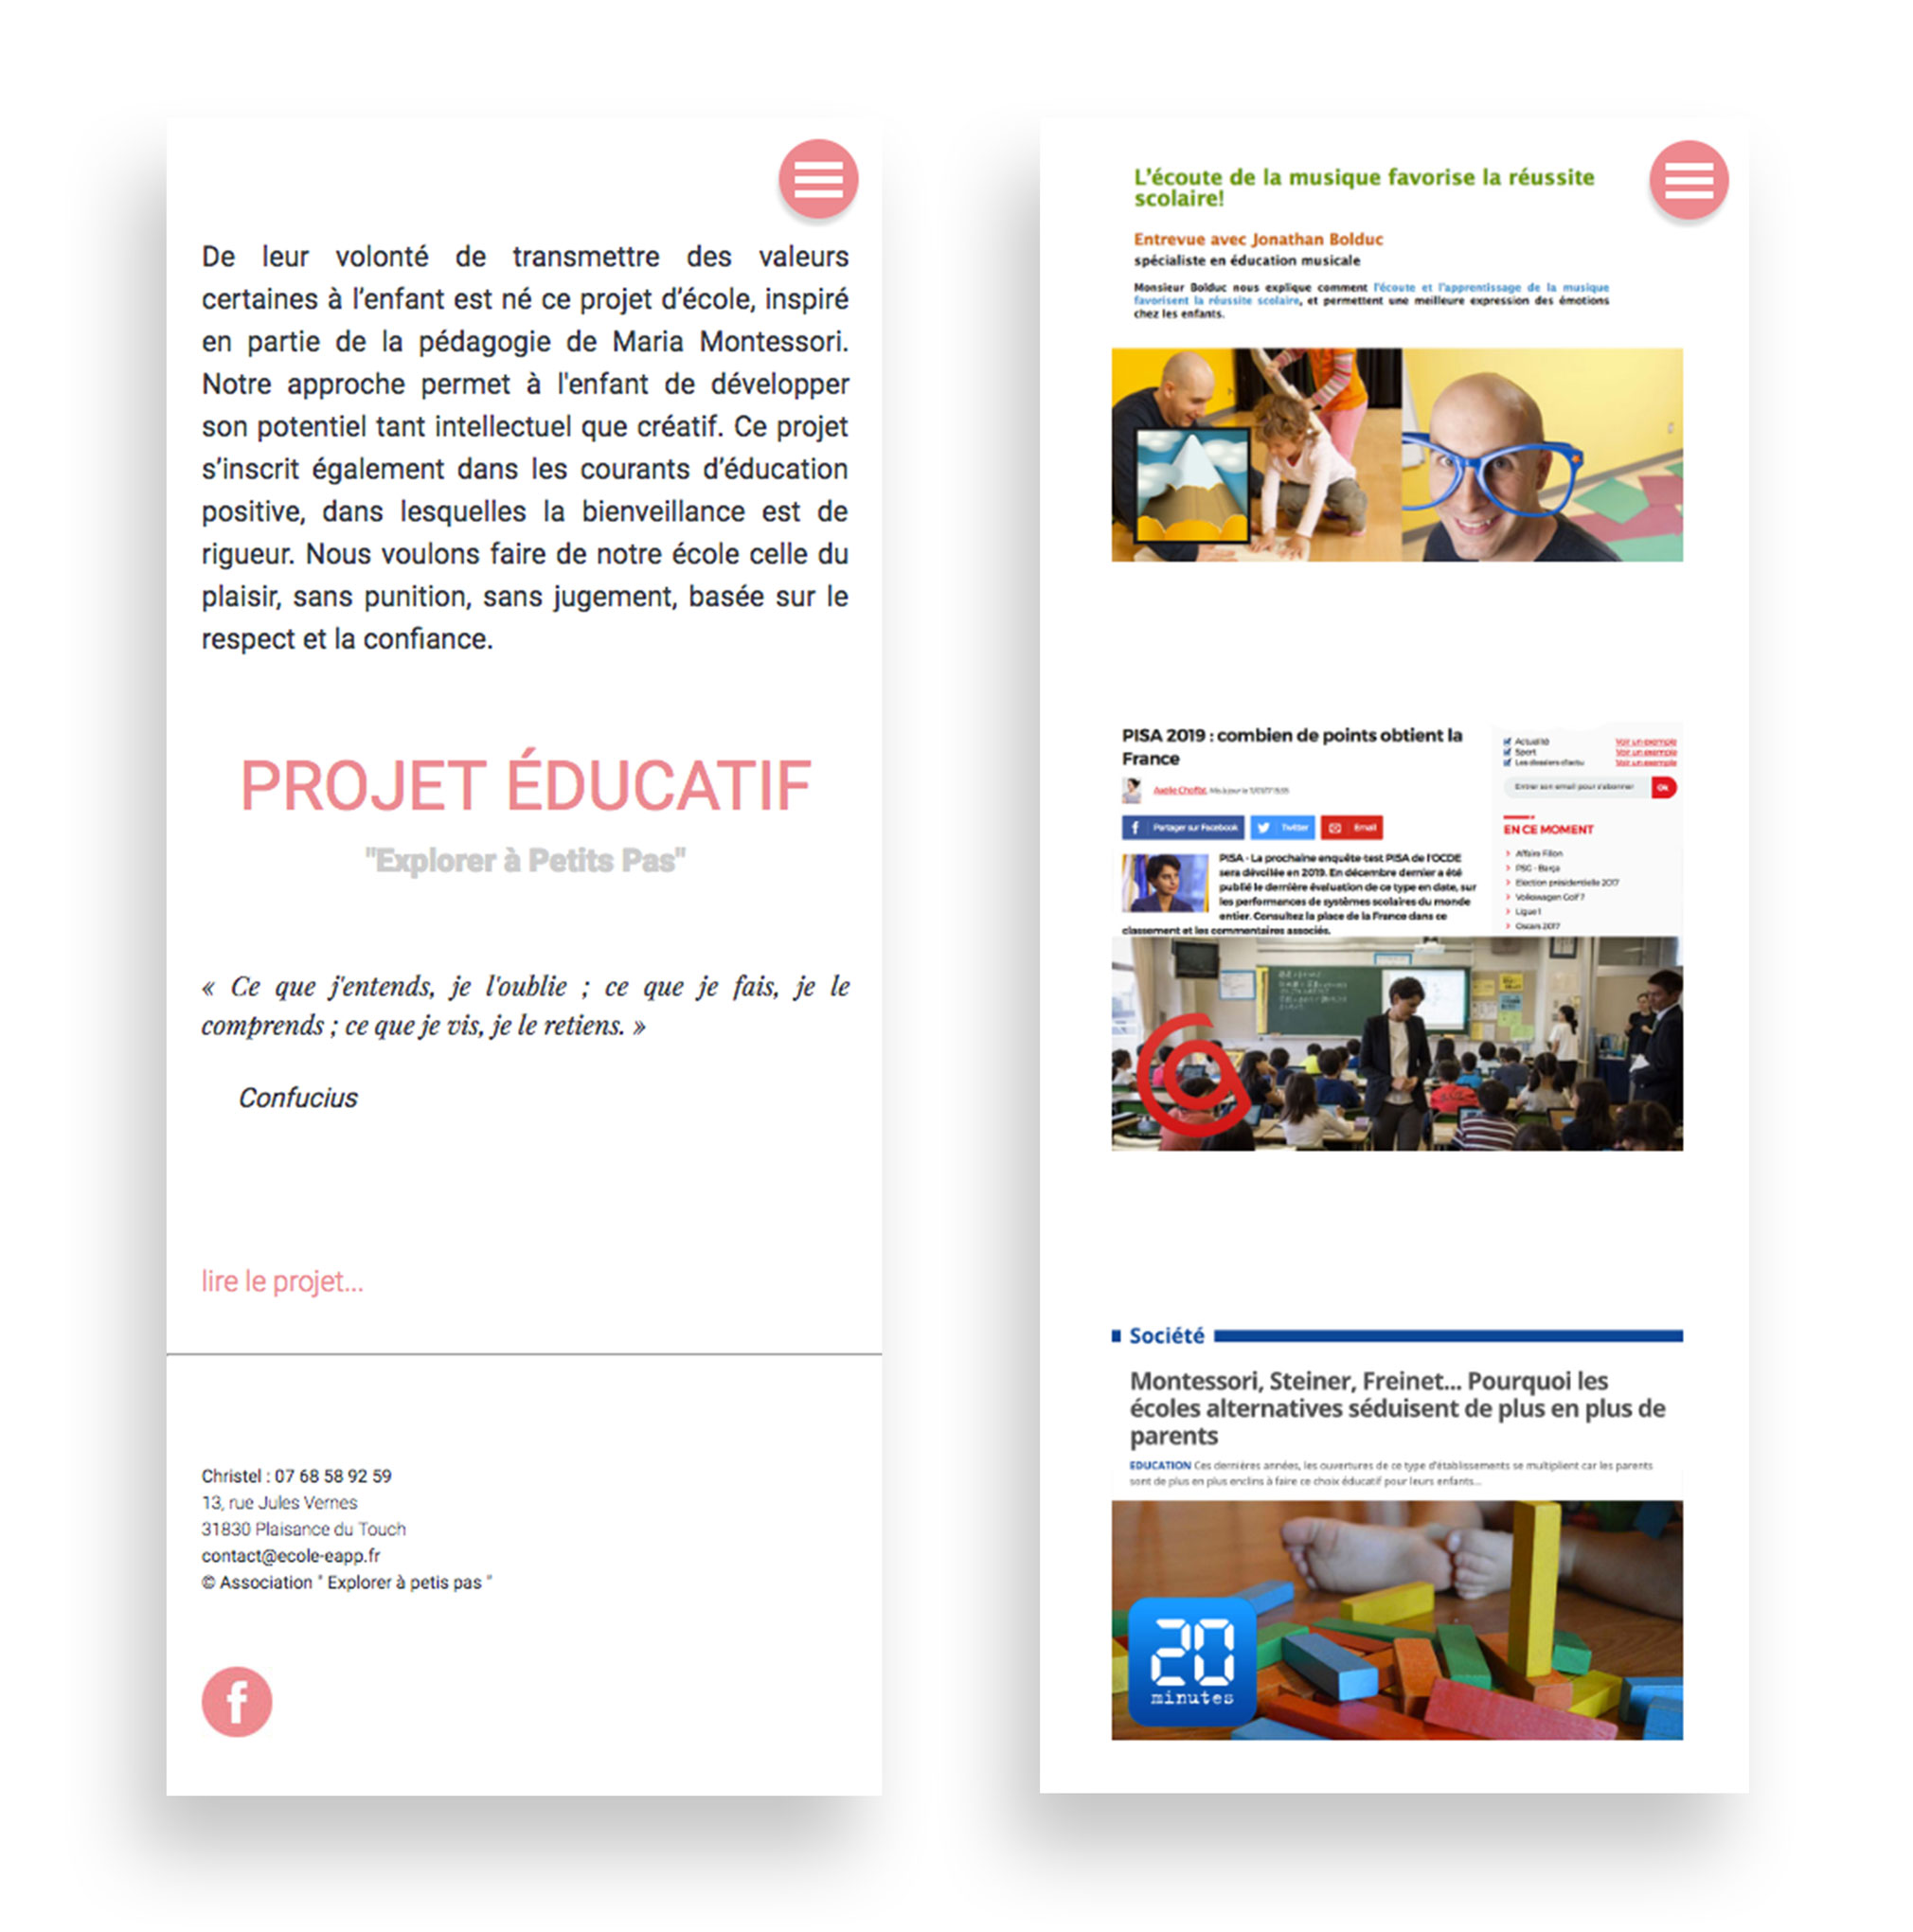 De leur volonté de transmettre des valeurs
certaines à l’enfant est né ce projet d’école, inspiré
en partie de la pédagogie de Maria Montessori.
Notre approche permet à l'enfant de développer
son potentiel tant intellectuel que créatif. Ce projet
s’inscrit également dans les courants d’éducation
positive, dans lesquelles la bienveillance est de
rigueur. Nous voulons faire de notre école celle du
plaisir, sans punition, sans jugement, basée sur le
respect et la confiance.
PROJET ÉDUCATIF
"Explorer à Petits Pas"
« Ce que j'entends, je l'oublie ; ce que je fais, je le
comprends ; ce que je vis, je le retiens. »
Confucius
lire le projet...
Christel : 07 68 58 92 59
13, rue Jules Vernes
31830 Plaisance du Touch
contact@ecole-eapp.fr
© Association " Explorer à petis pas "
f
L’écoute de la musique favorise la réussite
scolaire!
Entrevue avec Jonathan Bolduc
spécialiste en éducation musicale
Monsieur Bolduc nous explique comment l’écoute et l’apprentissage de la musique
favorisent la réussite scolaire, et permettent une meilleure expression des émotions
chez les enfants.
PISA 2019 : combien de points obtient la
France
Mis à jour le
Partager sur Facebook
Twitter
Email
PISA - La prochaine enquête-test PISA de l'OCDE
sera dévoilée en 2019. En décembre dernier a été
publié le dernière évaluation de ce type en date, sur
les performances de systèmes scolaires du monde
entier. Consultez la place de la France dans ce
classement et les commentaires associés.
Actualité Voir un exemple
Sport Voir un exemple
Les dossiers d'actu Voir un exemple
Entrer son email pour s'abonner Ok
EN CE MOMENT
Affaire Fillon
PSG - Barça
Election présidentielle 2017
Volkswagen Golf 7
Ligue 1
Oscars 2017
Société
Montessori, Steiner, Freinet... Pourquoi les
écoles alternatives séduisent de plus en plus de
parents
EDUCATION Ces dernières années, les ouvertures de ce type d'établissements se multiplient car les parents
sont de plus en plus enclins à faire ce choix éducatif pour leurs enfants...
20
minutes